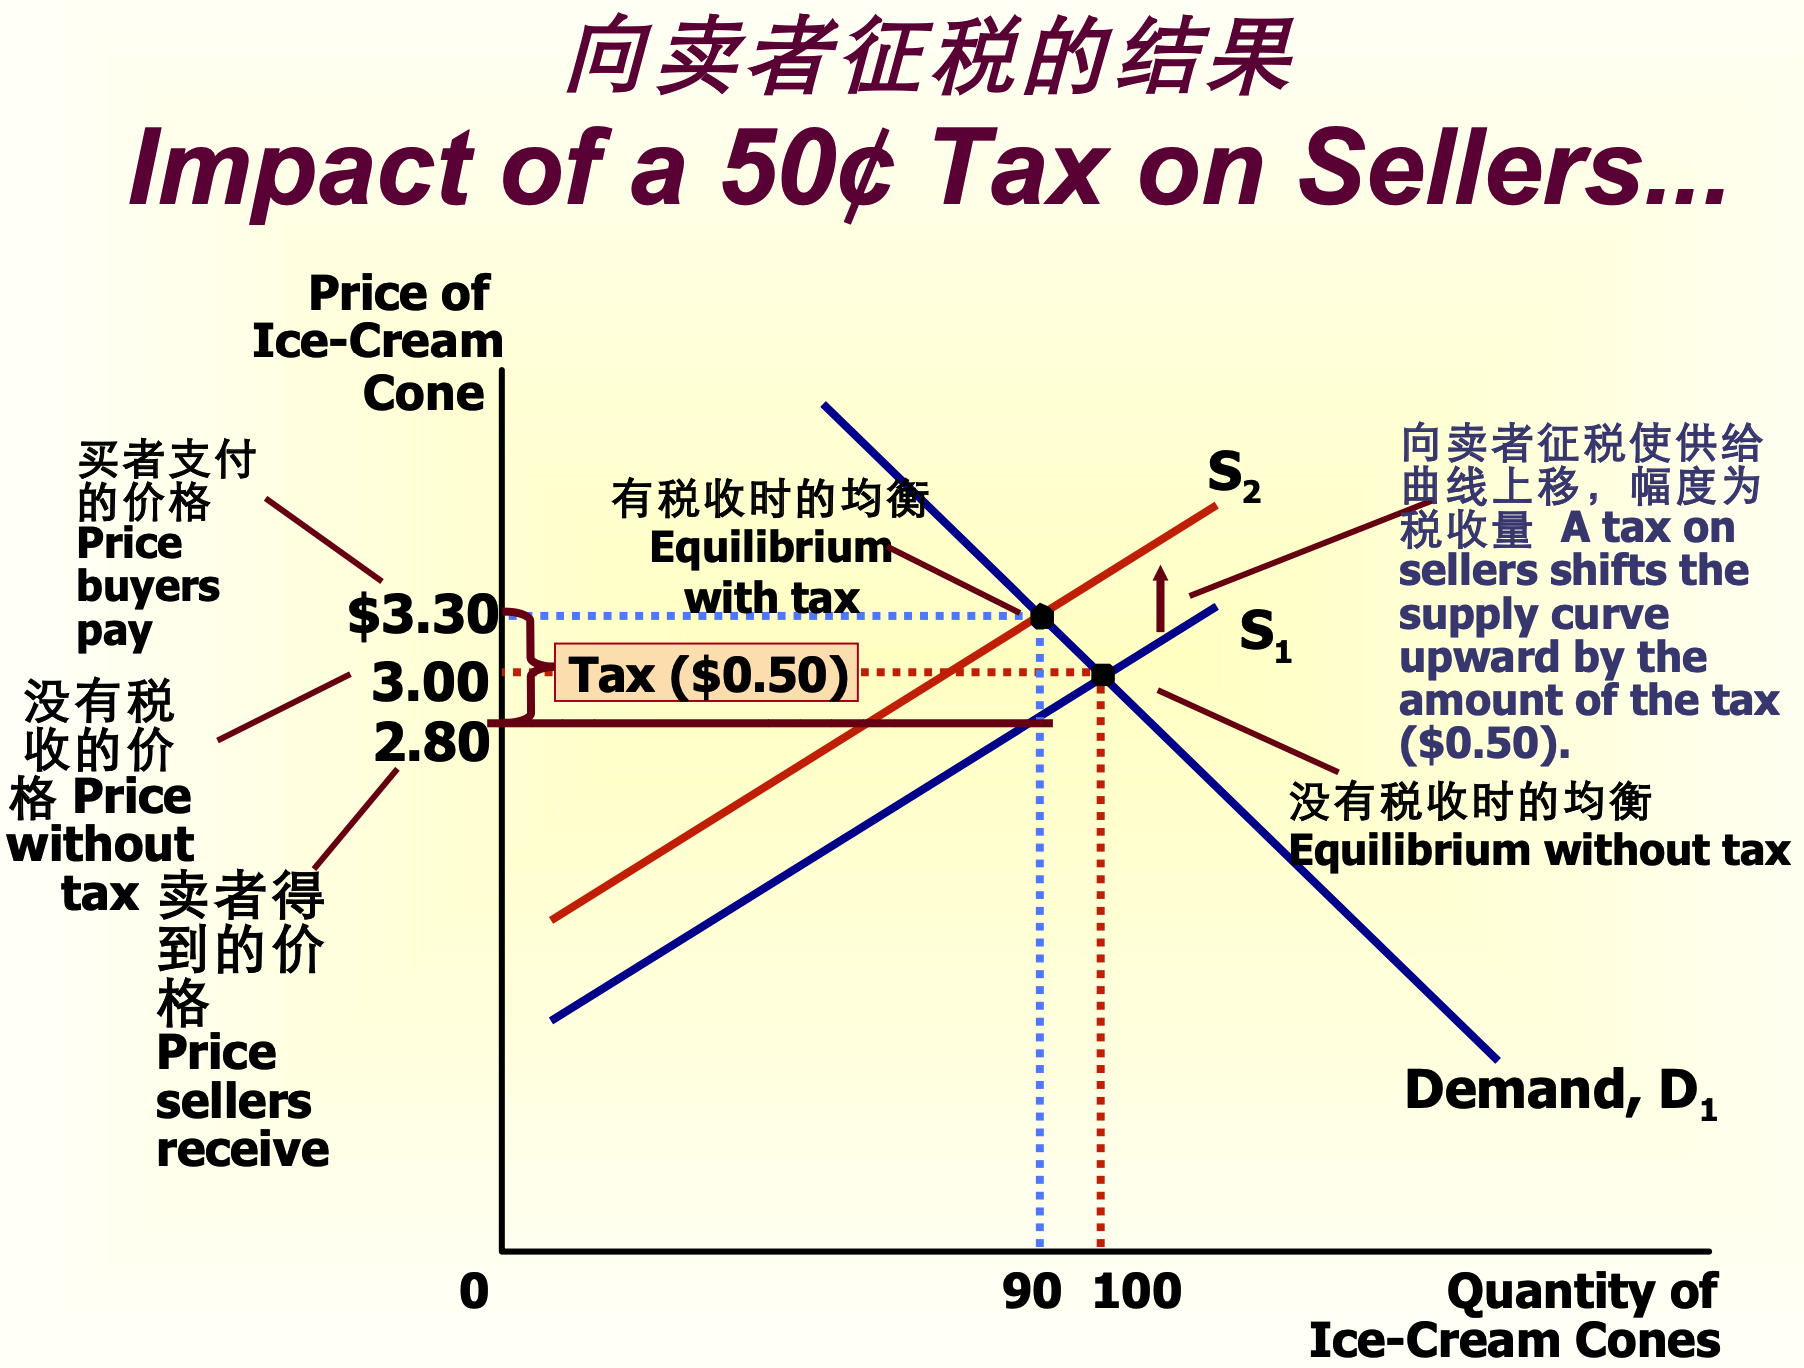 向卖者征税的结果
Impact of a 50¢ Tax on Sellers...
Price of
Ice-Cream
Cone
买者支付
的价格
Price
buyers
pay
$3.30
3.00
2.80
没有税
收的价
格 Price
without
tax
卖者得
到的价
格
Price
sellers
receive
有税收时的均衡
Equilibrium
with tax
Tax ($0.50)
S2
S1
向卖者征税使供给
曲线上移，幅度为
税收量 A tax on
sellers shifts the
supply curve
upward by the
amount of the tax
($0.50).
没有税收时的均衡
Equilibrium without tax
Demand, D1
0
90
100
Quantity of
Ice-Cream Cones